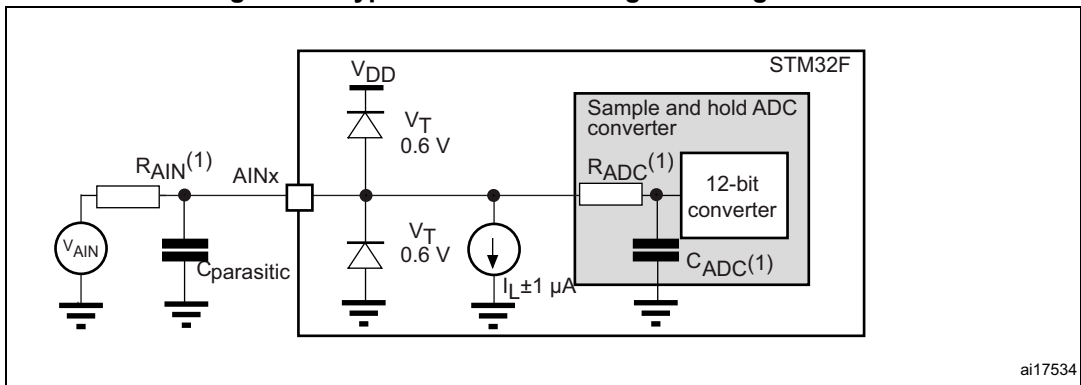 STM32F
VDD
Sample and hold ADC
converter
VT
0.6 V
RAIN(1)
AINx
RADC(1)
12-bit
converter
VAIN
Cparasitic
VT
0.6 V
IL±1 µA
CADC(1)
ai17534